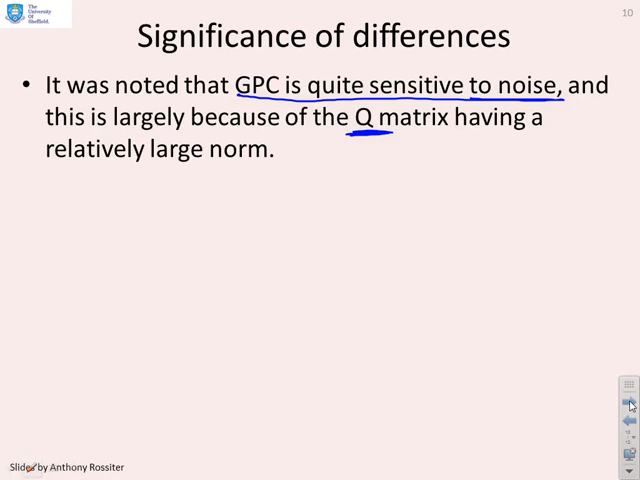 The
University
Of
Sheffield.
10
Significance of differences
• It was noted that GPC is quite sensitive to noise, and
this is largely because of the Q matrix having a
relatively large norm.
Slides by Anthony Rossiter